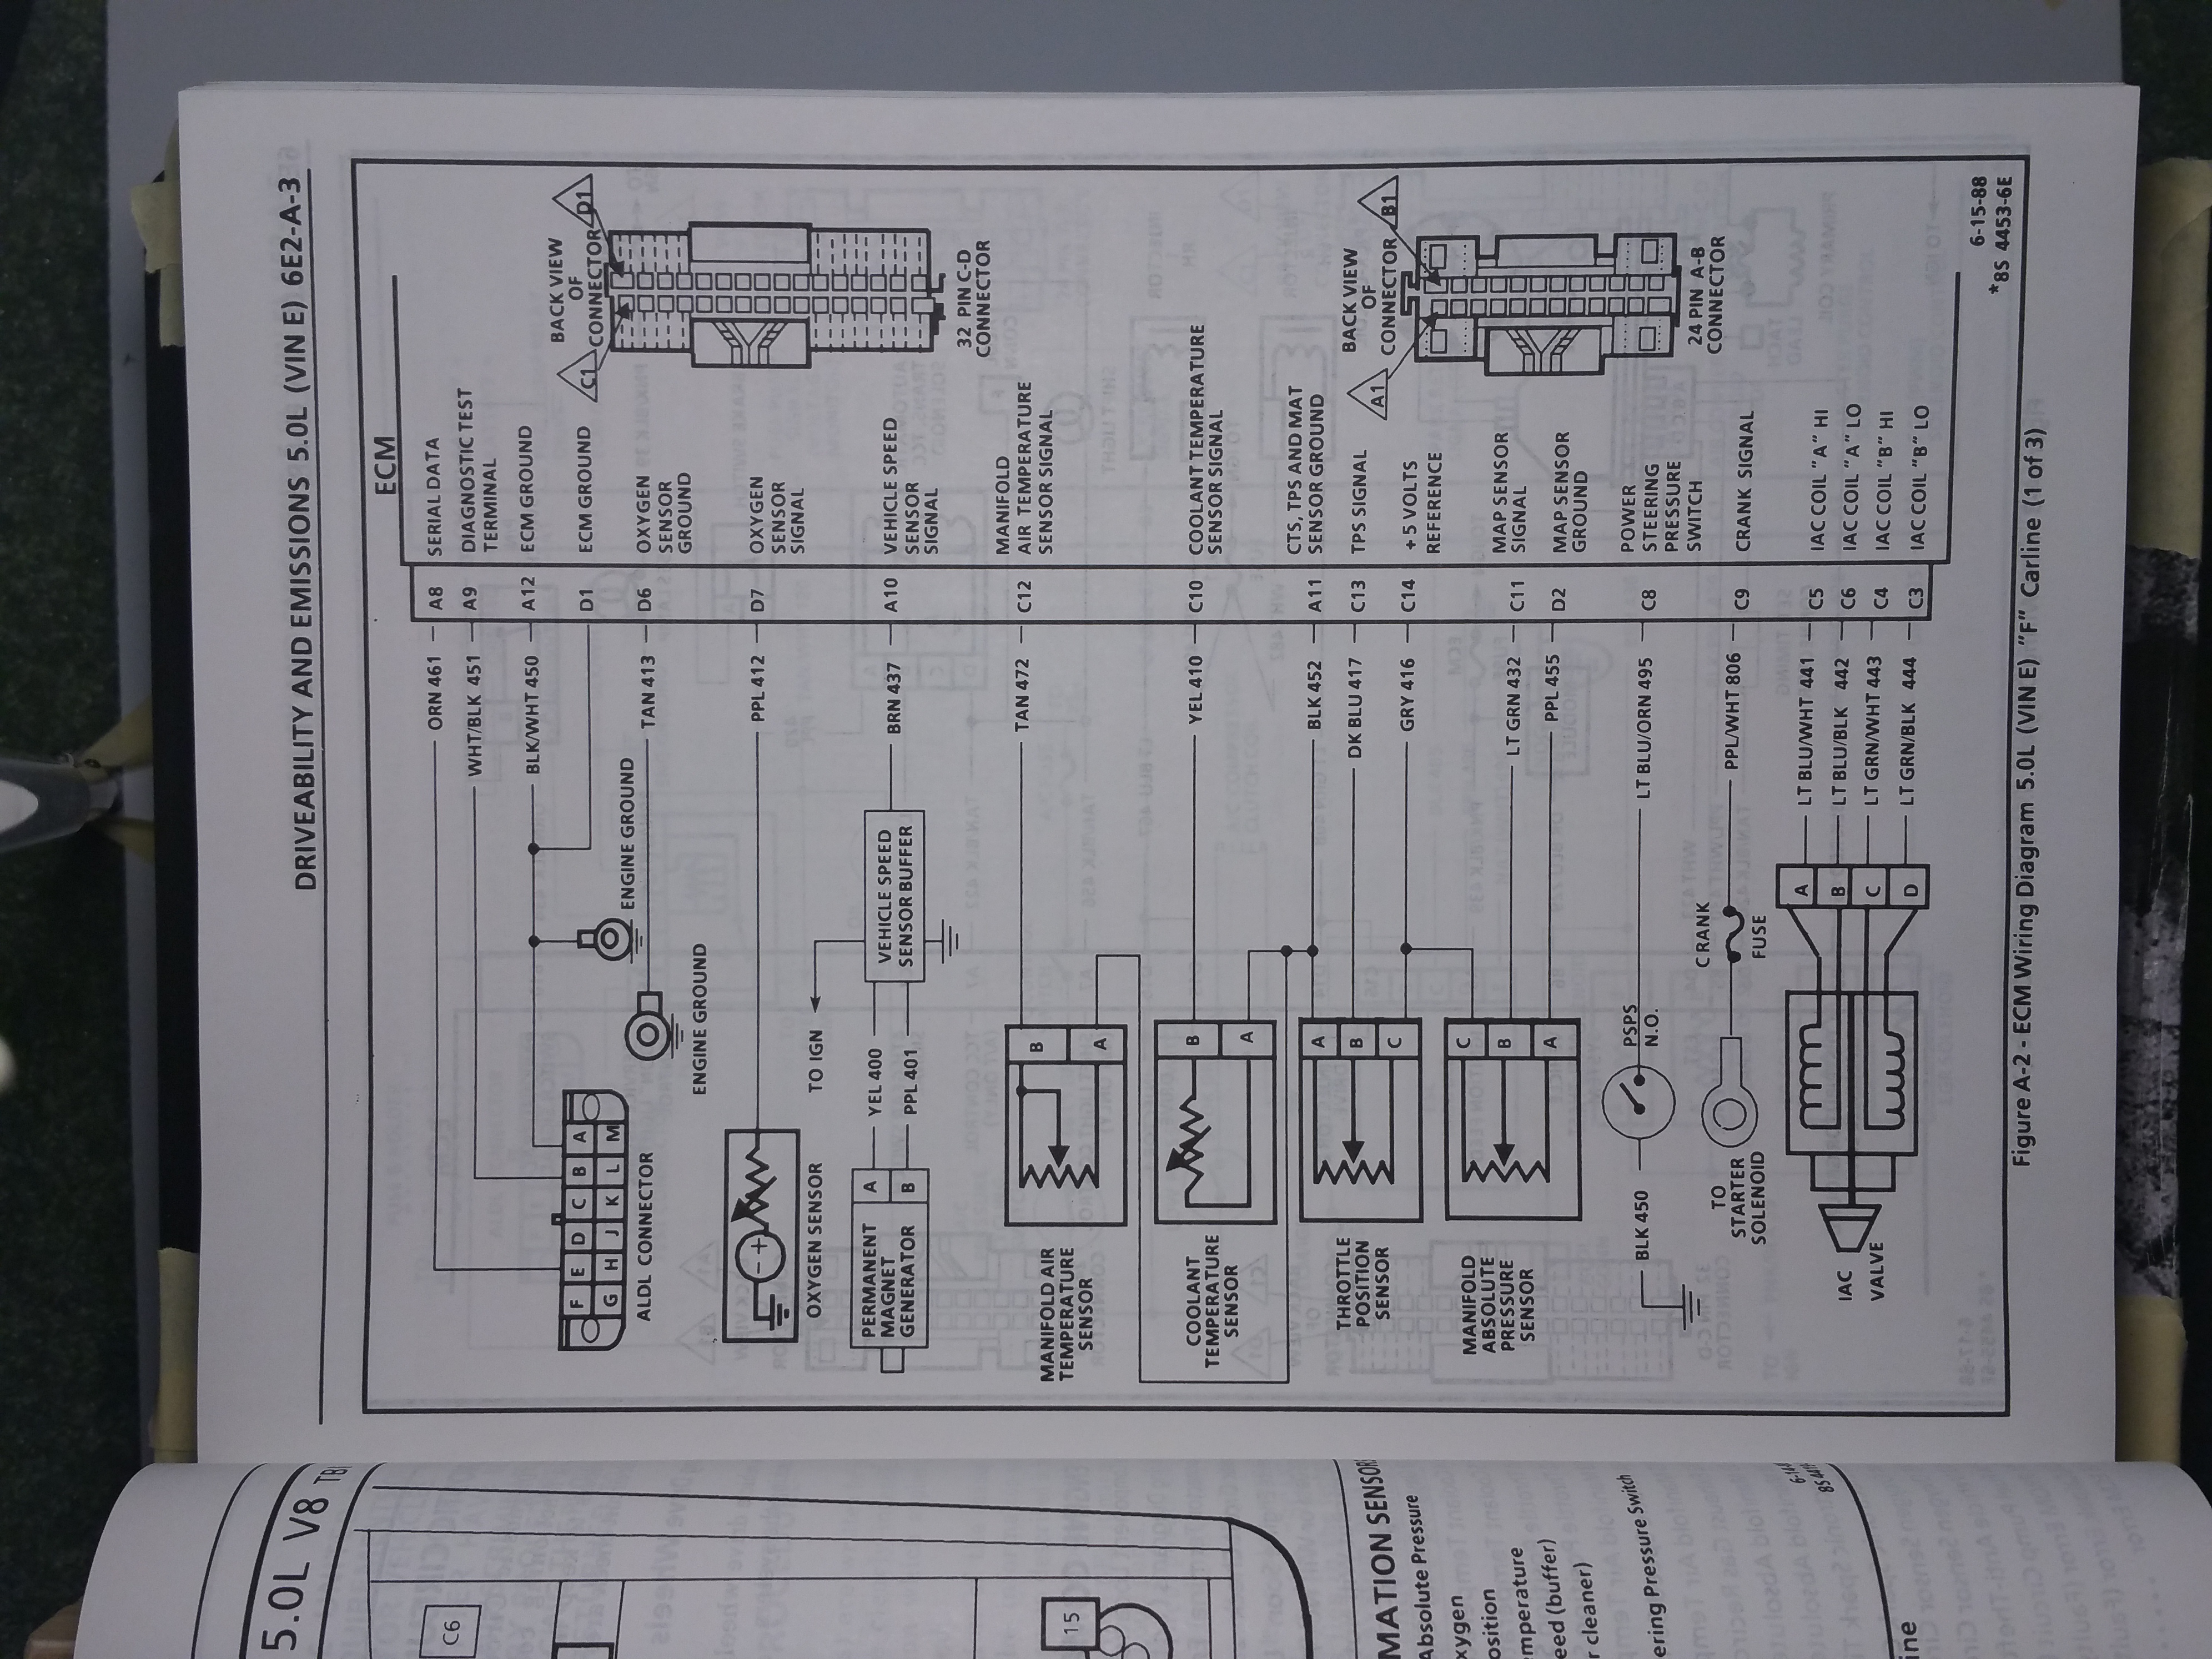 DRIVEABILITY AND EMISSIONS 5.0L (VIN E) 6E2-A-3
ECM
A8 SERIAL DATA
A9 DIAGNOSTIC TEST
TERMINAL
A12 ECM GROUND
D1 ECM GROUND
D6 OXYGEN
SENSOR
GROUND
D7 OXYGEN
SENSOR
SIGNAL
A10 VEHICLE SPEED
SENSOR
SIGNAL
C12 MANIFOLD
AIR TEMPERATURE
SENSOR SIGNAL
C10 COOLANT TEMPERATURE
SENSOR SIGNAL
A11 CTS, TPS AND MAT
SENSOR GROUND
C13 TPS SIGNAL
C14 +5 VOLTS
REFERENCE
C11 MAP SENSOR
SIGNAL
D2 MAP SENSOR
GROUND
C8 POWER
STEERING
PRESSURE
SWITCH
C9 CRANK SIGNAL
C5 IAC COIL "A" HI
C6 IAC COIL "A" LO
C4 IAC COIL "B" HI
C3 IAC COIL "B" LO
BACK VIEW
OF
CONNECTOR
C1
D1
32 PIN C-D
CONNECTOR
BACK VIEW
OF
CONNECTOR
A1
B1
24 PIN A-B
CONNECTOR
ORN 461
WHT/BLK 451
BLK/WHT 450
TAN 413
PPL 412
BRN 437
TAN 472
YEL 410
BLK 452
DK BLU 417
GRY 416
LT GRN 432
PPL 455
LT BLU/ORN 495
PPL/WHT 806
LT BLU/WHT 441
LT BLU/BLK 442
LT GRN/WHT 443
LT GRN/BLK 444
ENGINE GROUND
ENGINE GROUND
F E D C B A
G H J K L M
ALDL CONNECTOR
OXYGEN SENSOR
- +
TO IGN
VEHICLE SPEED
SENSOR BUFFER
YEL 400
PPL 401
A
B
PERMANENT
MAGNET
GENERATOR
B
A
MANIFOLD AIR
TEMPERATURE
SENSOR
B
A
COOLANT
TEMPERATURE
SENSOR
A
B
C
THROTTLE
POSITION
SENSOR
C
B
A
MANIFOLD
ABSOLUTE
PRESSURE
SENSOR
PSPS
N.O.
BLK 450
CRANK
FUSE
TO
STARTER
SOLENOID
A
B
C
D
IAC
VALVE
6-15-88
*8S 4453-6E
Figure A-2 - ECM Wiring Diagram 5.0L (VIN E) "F" Carline (1 of 3)
5.0L V8 TBI
C6
15
MATION SENSOR
Absolute Pressure
xygen
osition
emperature
eed (buffer)
r cleaner)
ering Pressure Switch
ine